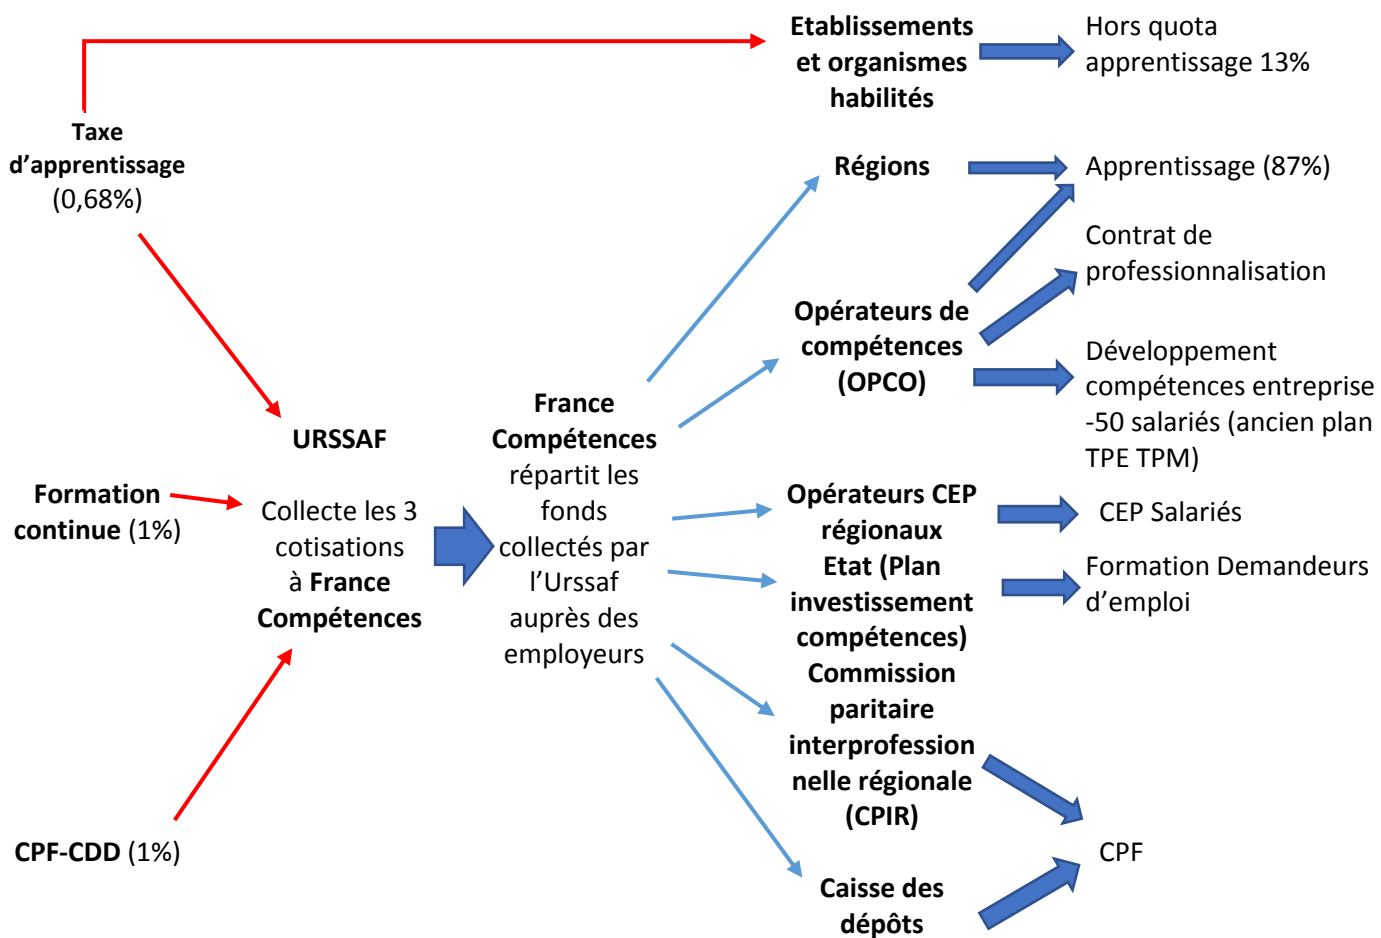 Taxe
d’apprentissage
(0,68%)
Formation
continue (1%)
CPF-CDD (1%)
URSSAF
Collecte les 3
cotisations
à France
Compétences
France
Compétences
répartit les
fonds
collectés par
l’Urssaf
auprès des
employeurs
Etablissements
et organismes
habilités
Régions
Opérateurs de
compétences
(OPCO)
Opérateurs CEP
régionaux
Etat (Plan
investissement
compétences)
Commission
paritaire
interprofession
nelle régionale
(CPIR)
Caisse des
dépôts
Hors quota
apprentissage 13%
Apprentissage (87%)
Contrat de
professionnalisation
Développement
compétences entreprise
-50 salariés (ancien plan
TPE TPM)
CEP Salariés
Formation Demandeurs
d’emploi
CPF